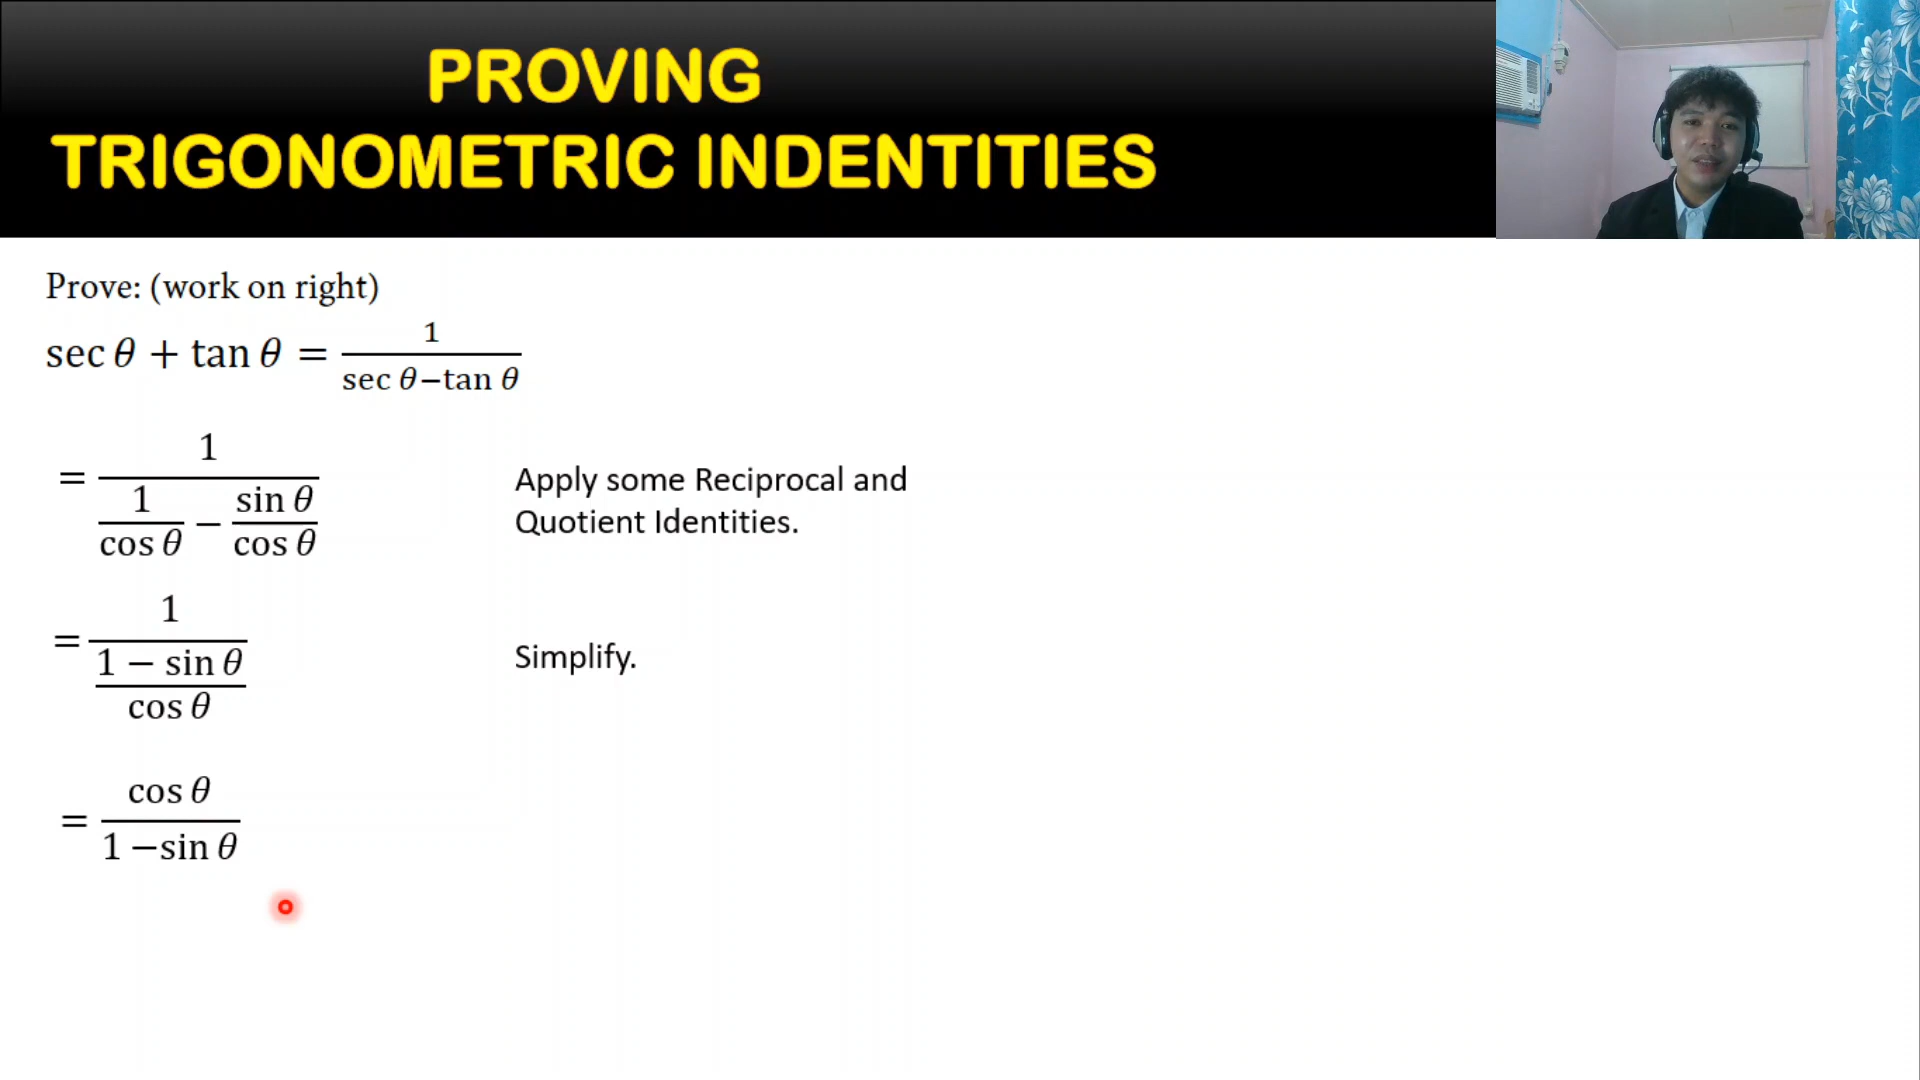 PROVING
TRIGONOMETRIC INDENTITIES
Prove: (work on right)
sec θ + tan θ = 1 / (sec θ−tan θ)
= 1 / (1/cos θ − sin θ/cos θ)
Apply some Reciprocal and
Quotient Identities.
= 1 / ((1 − sin θ)/cos θ)
Simplify.
= cos θ / (1 −sin θ)